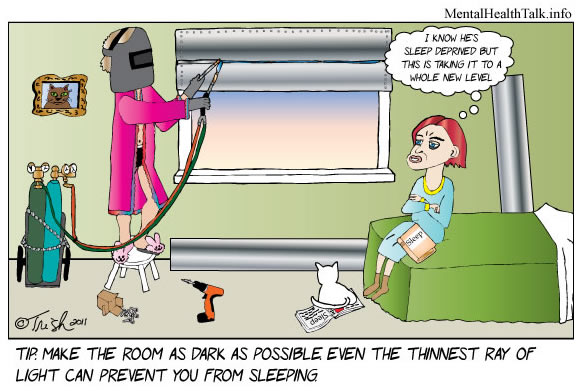 MentalHealthTalk.info
I KNOW HE'S
SLEEP DEPRIVED BUT
THIS IS TAKING IT TO A
WHOLE NEW LEVEL
Sleep
Sleep
©Trish 2011
TIP: MAKE THE ROOM AS DARK AS POSSIBLE EVEN THE THINNEST RAY OF
LIGHT CAN PREVENT YOU FROM SLEEPING.